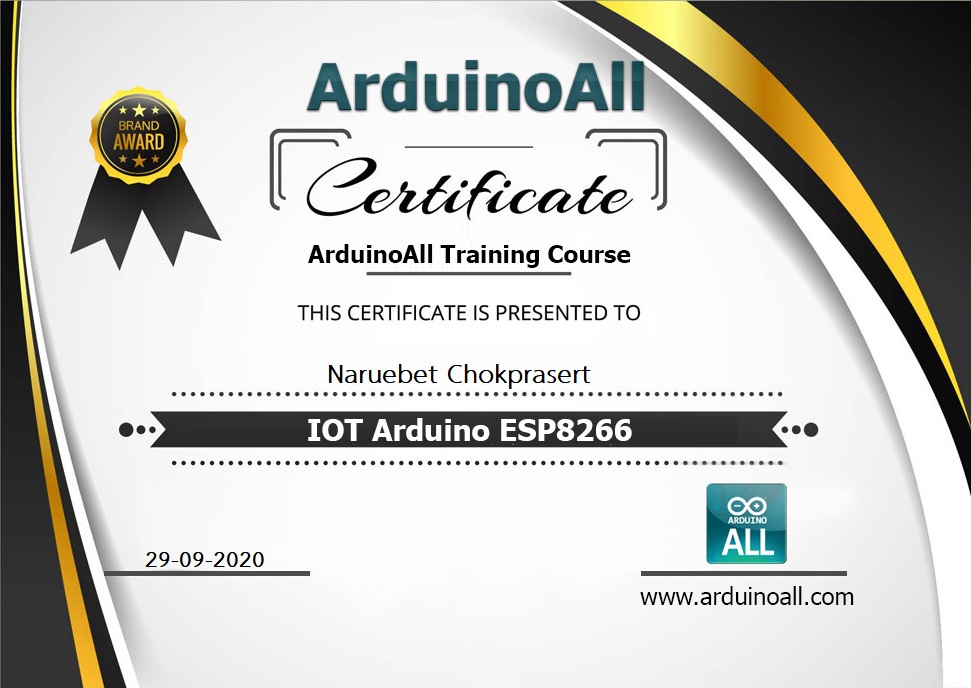 ArduinoAll
BRAND
AWARD
Certificate
ArduinoAll Training Course
THIS CERTIFICATE IS PRESENTED TO
Naruebet Chokprasert
IOT Arduino ESP8266
ARDUINO
ALL
29-09-2020
www.arduinoall.com